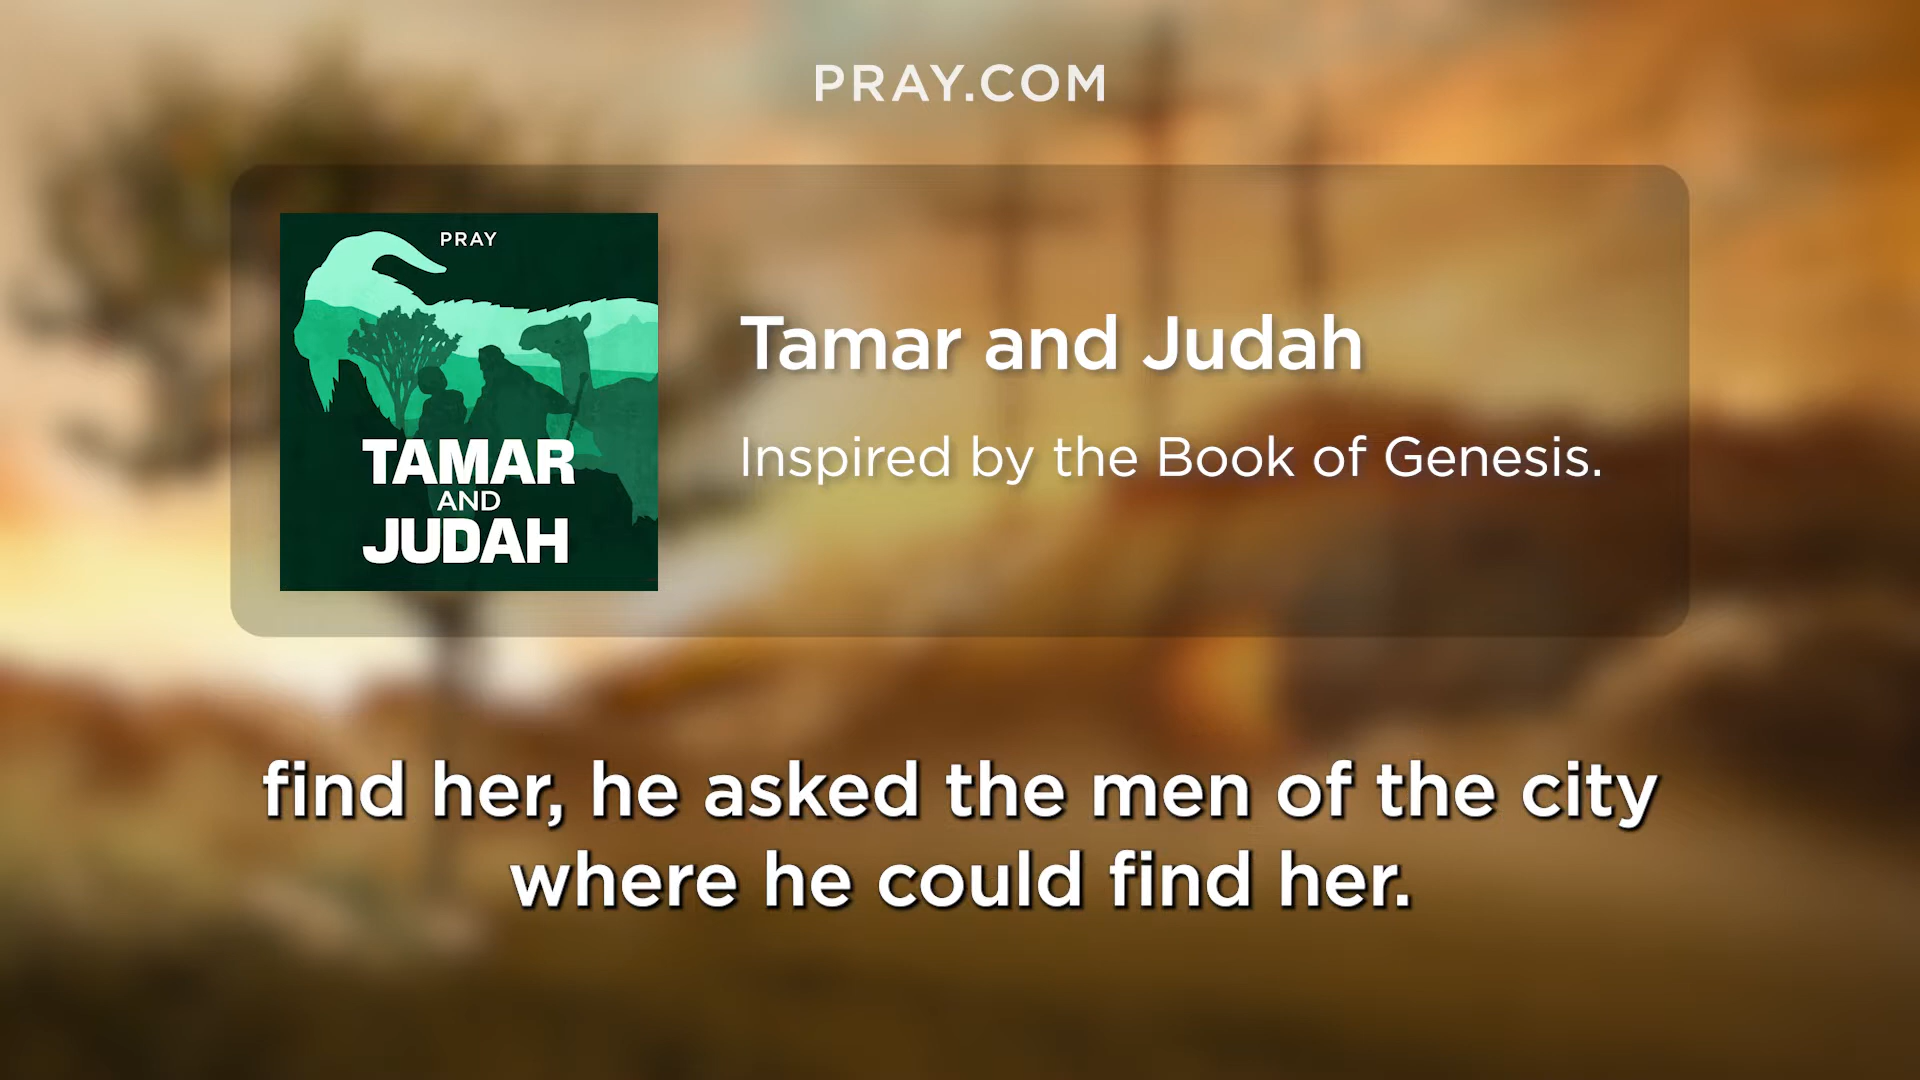 PRAY.COM
PRAY
TAMAR
AND
JUDAH
Tamar and Judah
Inspired by the Book of Genesis.
find her, he asked the men of the city
where he could find her.